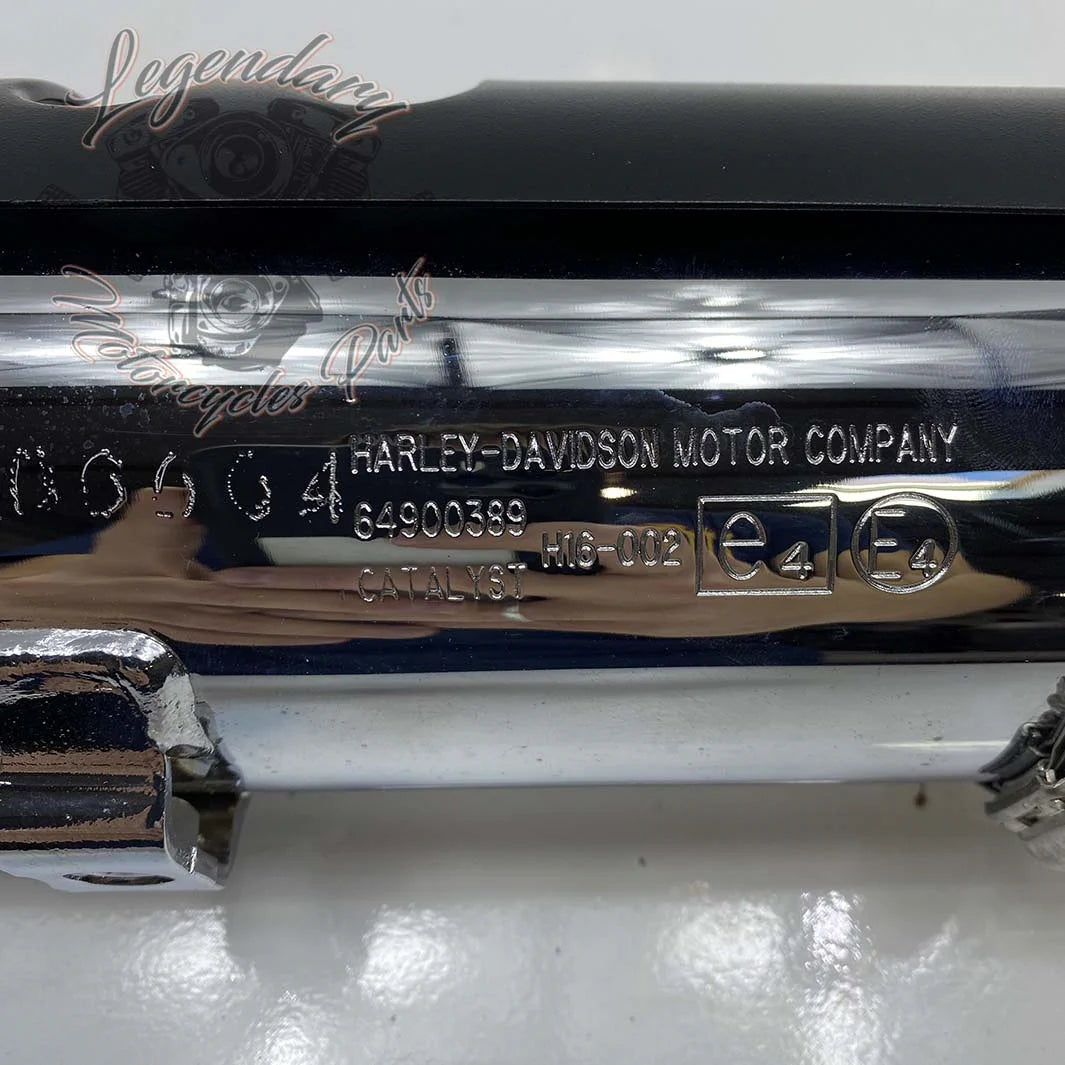 Legendary
Motorcycles Parts
HARLEY-DAVIDSON MOTOR COMPANY
64900389
H16-002
e4
E4
CATALYST